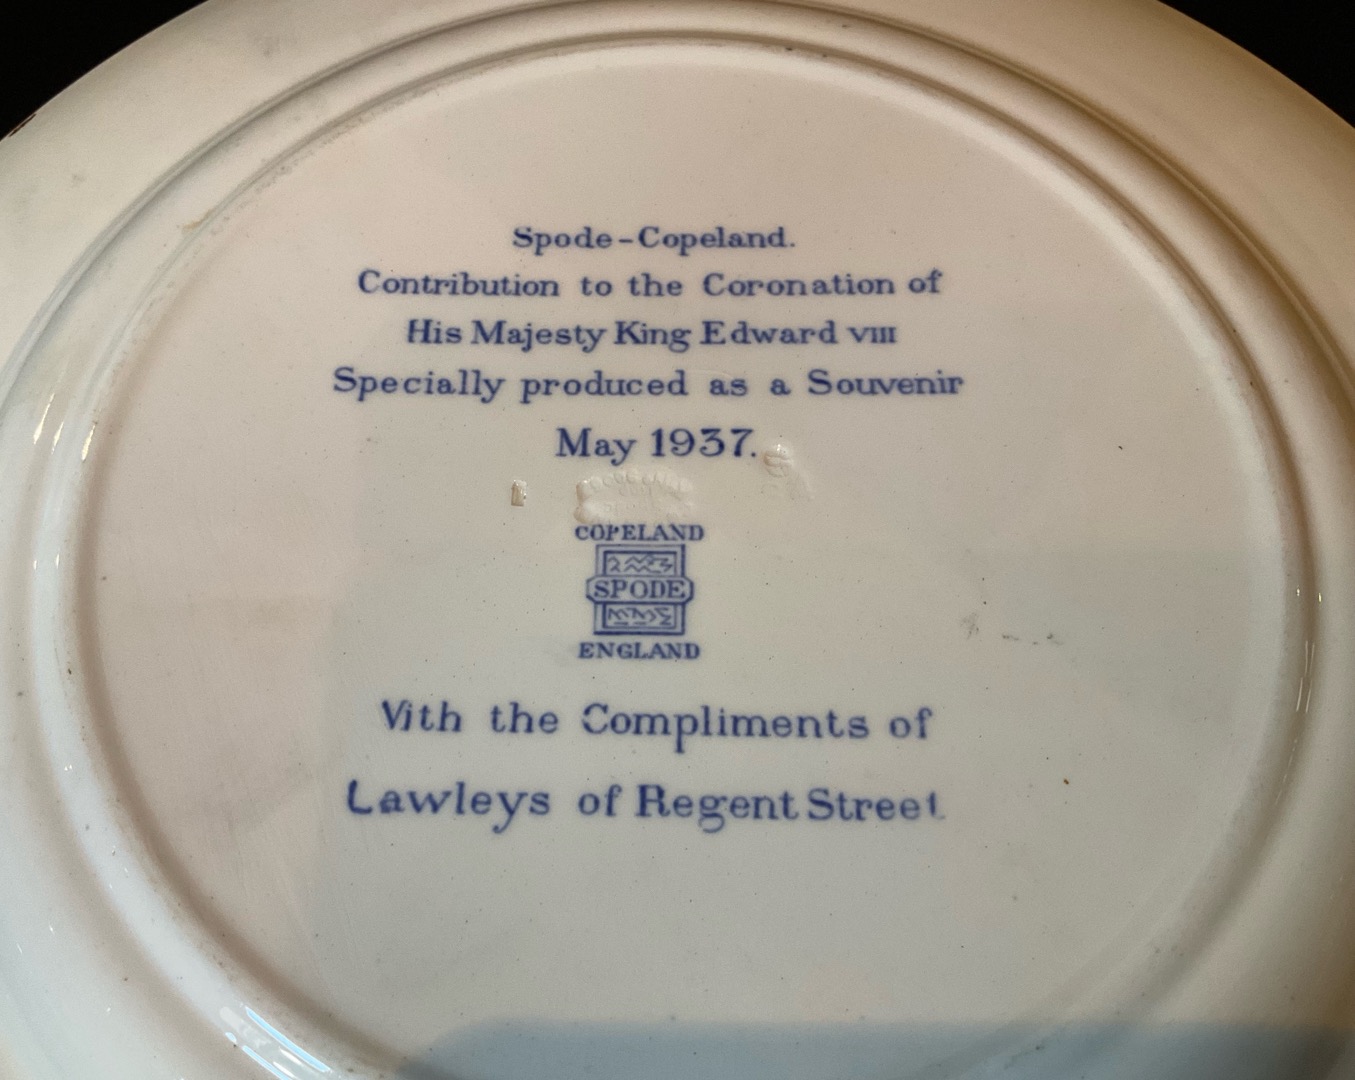 Spode-Copeland.
Contribution to the Coronation of
His Majesty King Edward VIII
Specially produced as a Souvenir
May 1937.
COPELAND
SPODE
ENGLAND
With the Compliments of
Lawleys of Regent Street.